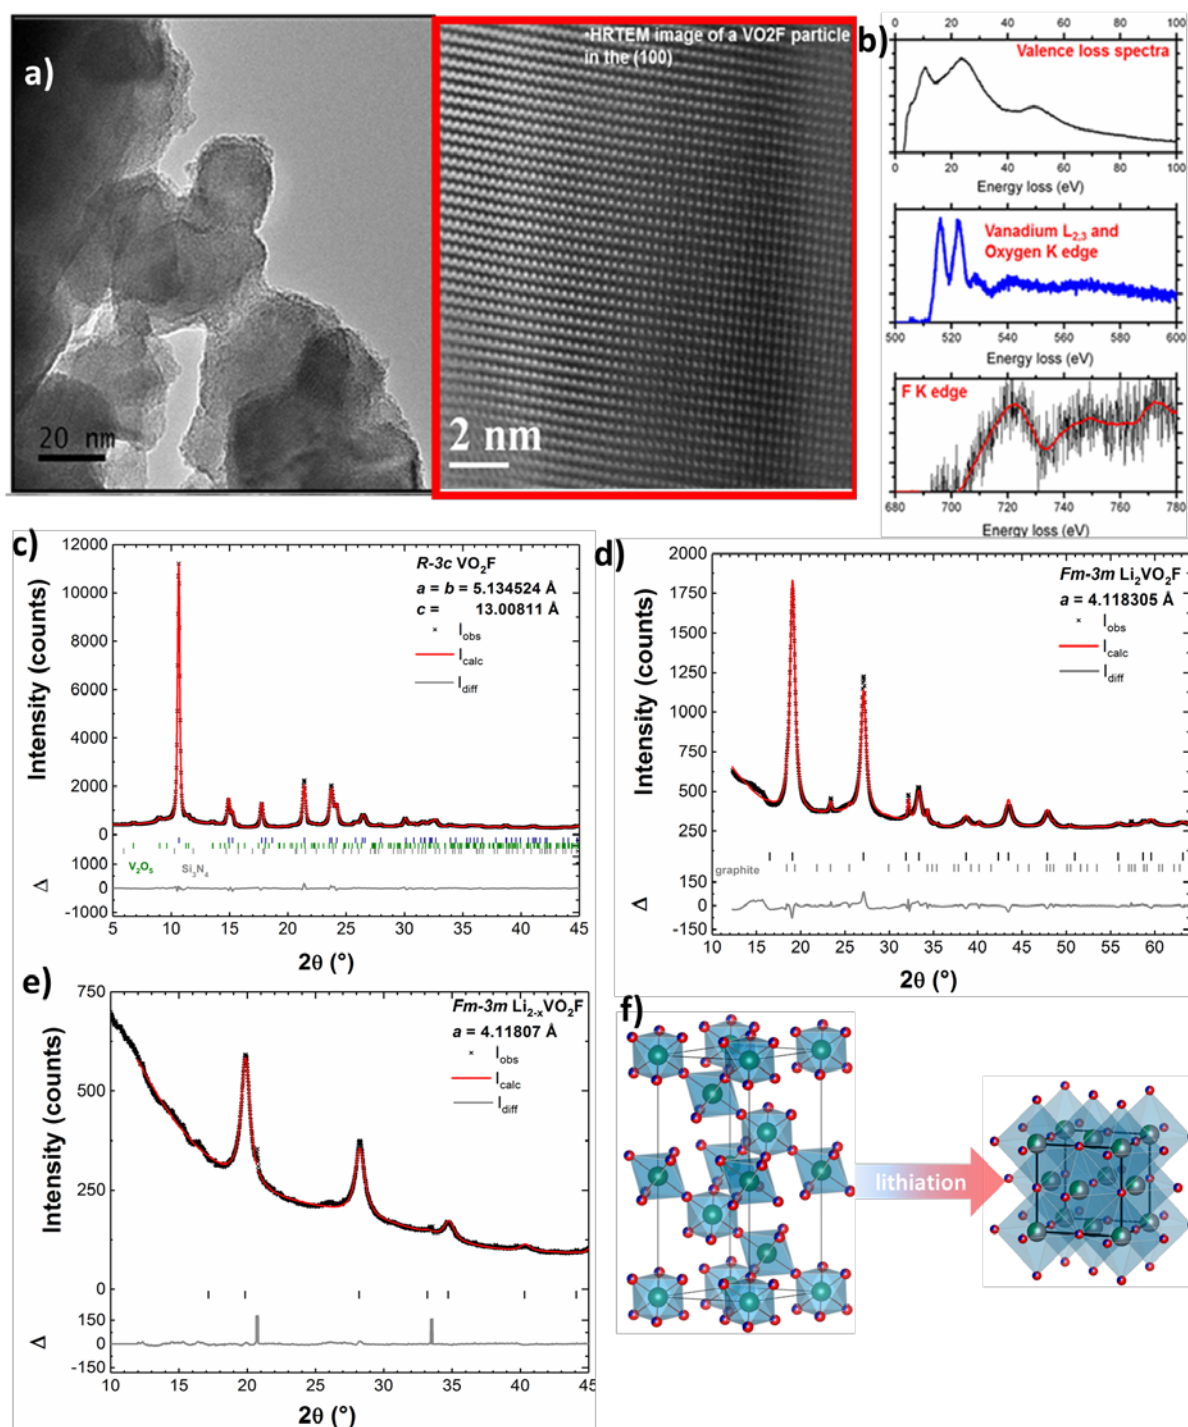 a)
•HRTEM image of a VO2F particle
in the (100)
20 nm
2 nm
b)
0 20 40 60 80 100
Valence loss spectra
0 20 40 60 80 100
Energy loss (eV)
Vanadium L2,3 and
Oxygen K edge
500 520 540 560 580 600
Energy loss (eV)
F K edge
680 700 720 740 760 780
Energy loss (eV)
c)
12000
10000
8000
6000
4000
2000
0
1000
0
-1000
Intensity (counts)
Δ
R-3c VO2F
a = b = 5.134524 Å
c = 13.00811 Å
Iobs
Icalc
Idiff
V2O5
Si3N4
5 10 15 20 25 30 35 40 45
2θ (°)
d)
2000
1750
1500
1250
1000
750
500
250
150
0
-150
Intensity (counts)
Δ
Fm-3m Li2VO2F
a = 4.118305 Å
Iobs
Icalc
Idiff
graphite
10 15 20 25 30 35 40 45 50 55 60
2θ (°)
e)
750
500
250
0
150
0
-150
Intensity (counts)
Δ
Fm-3m Li2-xVO2F
a = 4.11807 Å
Iobs
Icalc
Idiff
10 15 20 25 30 35 40 45
2θ (°)
f)
lithiation